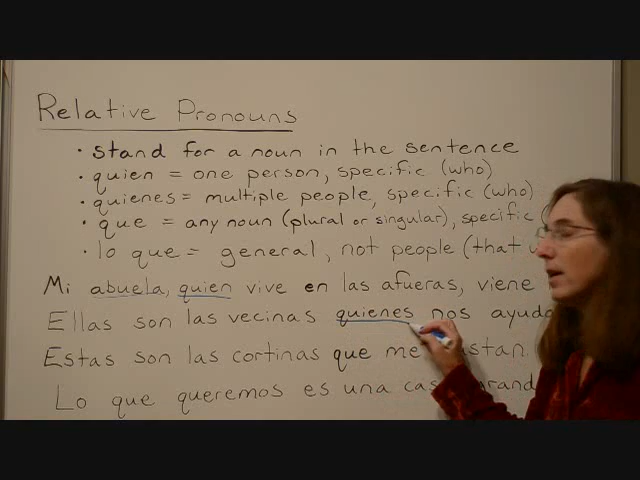 Relative Pronouns
• stand for a noun in the sentence
• quien = one person, specific (who)
• quienes = multiple people, specific (who)
• que = any noun (plural or singular), specific (
• lo que = general, not people (that
Mi abuela, quien vive en las afueras, viene
Ellas son las vecinas quienes nos
Estas son las cortinas que me
Lo que queremos es una